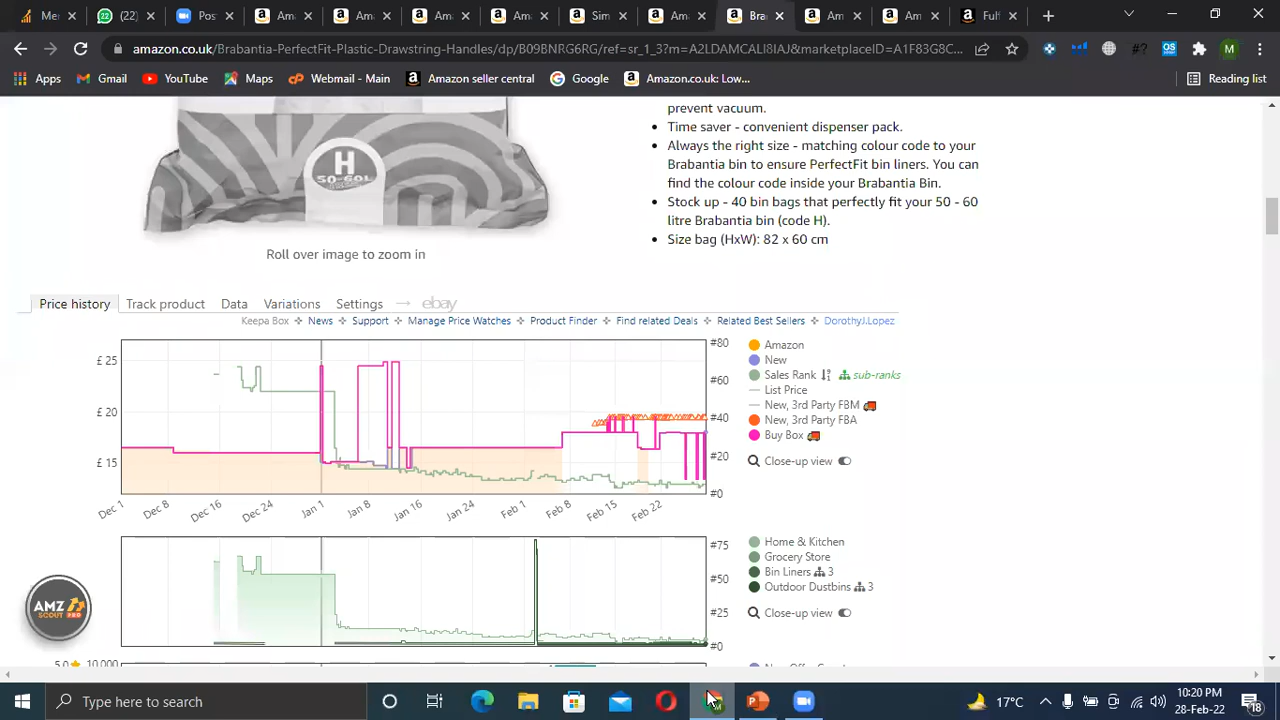 Mee
(22)
Pos
Am
Am
Am
Am
Sim
Am
Bra
Am
Am
Fulf
amazon.co.uk/Brabantia-PerfectFit-Plastic-Drawstring-Handles/dp/B09BNRG6RG/ref=sr_1_3?m=A2LDAMCALI8IAJ&marketplaceID=A1F83G8C...
Apps
Gmail
YouTube
Maps
Webmail - Main
Amazon seller central
Google
Amazon.co.uk: Low...
Reading list
prevent vacuum.
Time saver - convenient dispenser pack.
Always the right size - matching colour code to your
Brabantia bin to ensure PerfectFit bin liners. You can
find the colour code inside your Brabantia Bin.
Stock up - 40 bin bags that perfectly fit your 50 - 60
litre Brabantia bin (code H).
Size bag (HxW): 82 x 60 cm
H
50-60L
Roll over image to zoom in
Price history
Track product
Data
Variations
Settings
ebay
Keepa Box
News
Support
Manage Price Watches
Product Finder
Find related Deals
Related Best Sellers
DorothyJ.Lopez
£ 25
£ 20
£ 15
#80
#60
#40
#20
#0
Dec 1
Dec 8
Dec 16
Dec 24
Jan 1
Jan 8
Jan 16
Jan 24
Feb 1
Feb 8
Feb 15
Feb 22
Amazon
New
Sales Rank sub-ranks
List Price
New, 3rd Party FBM
New, 3rd Party FBA
Buy Box
Close-up view
#75
#50
#25
#0
Home & Kitchen
Grocery Store
Bin Liners 3
Outdoor Dustbins 3
Close-up view
AMZ
SCOUT PRO
5.0
10,000
Type here to search
17°C
10:20 PM
28-Feb-22
18